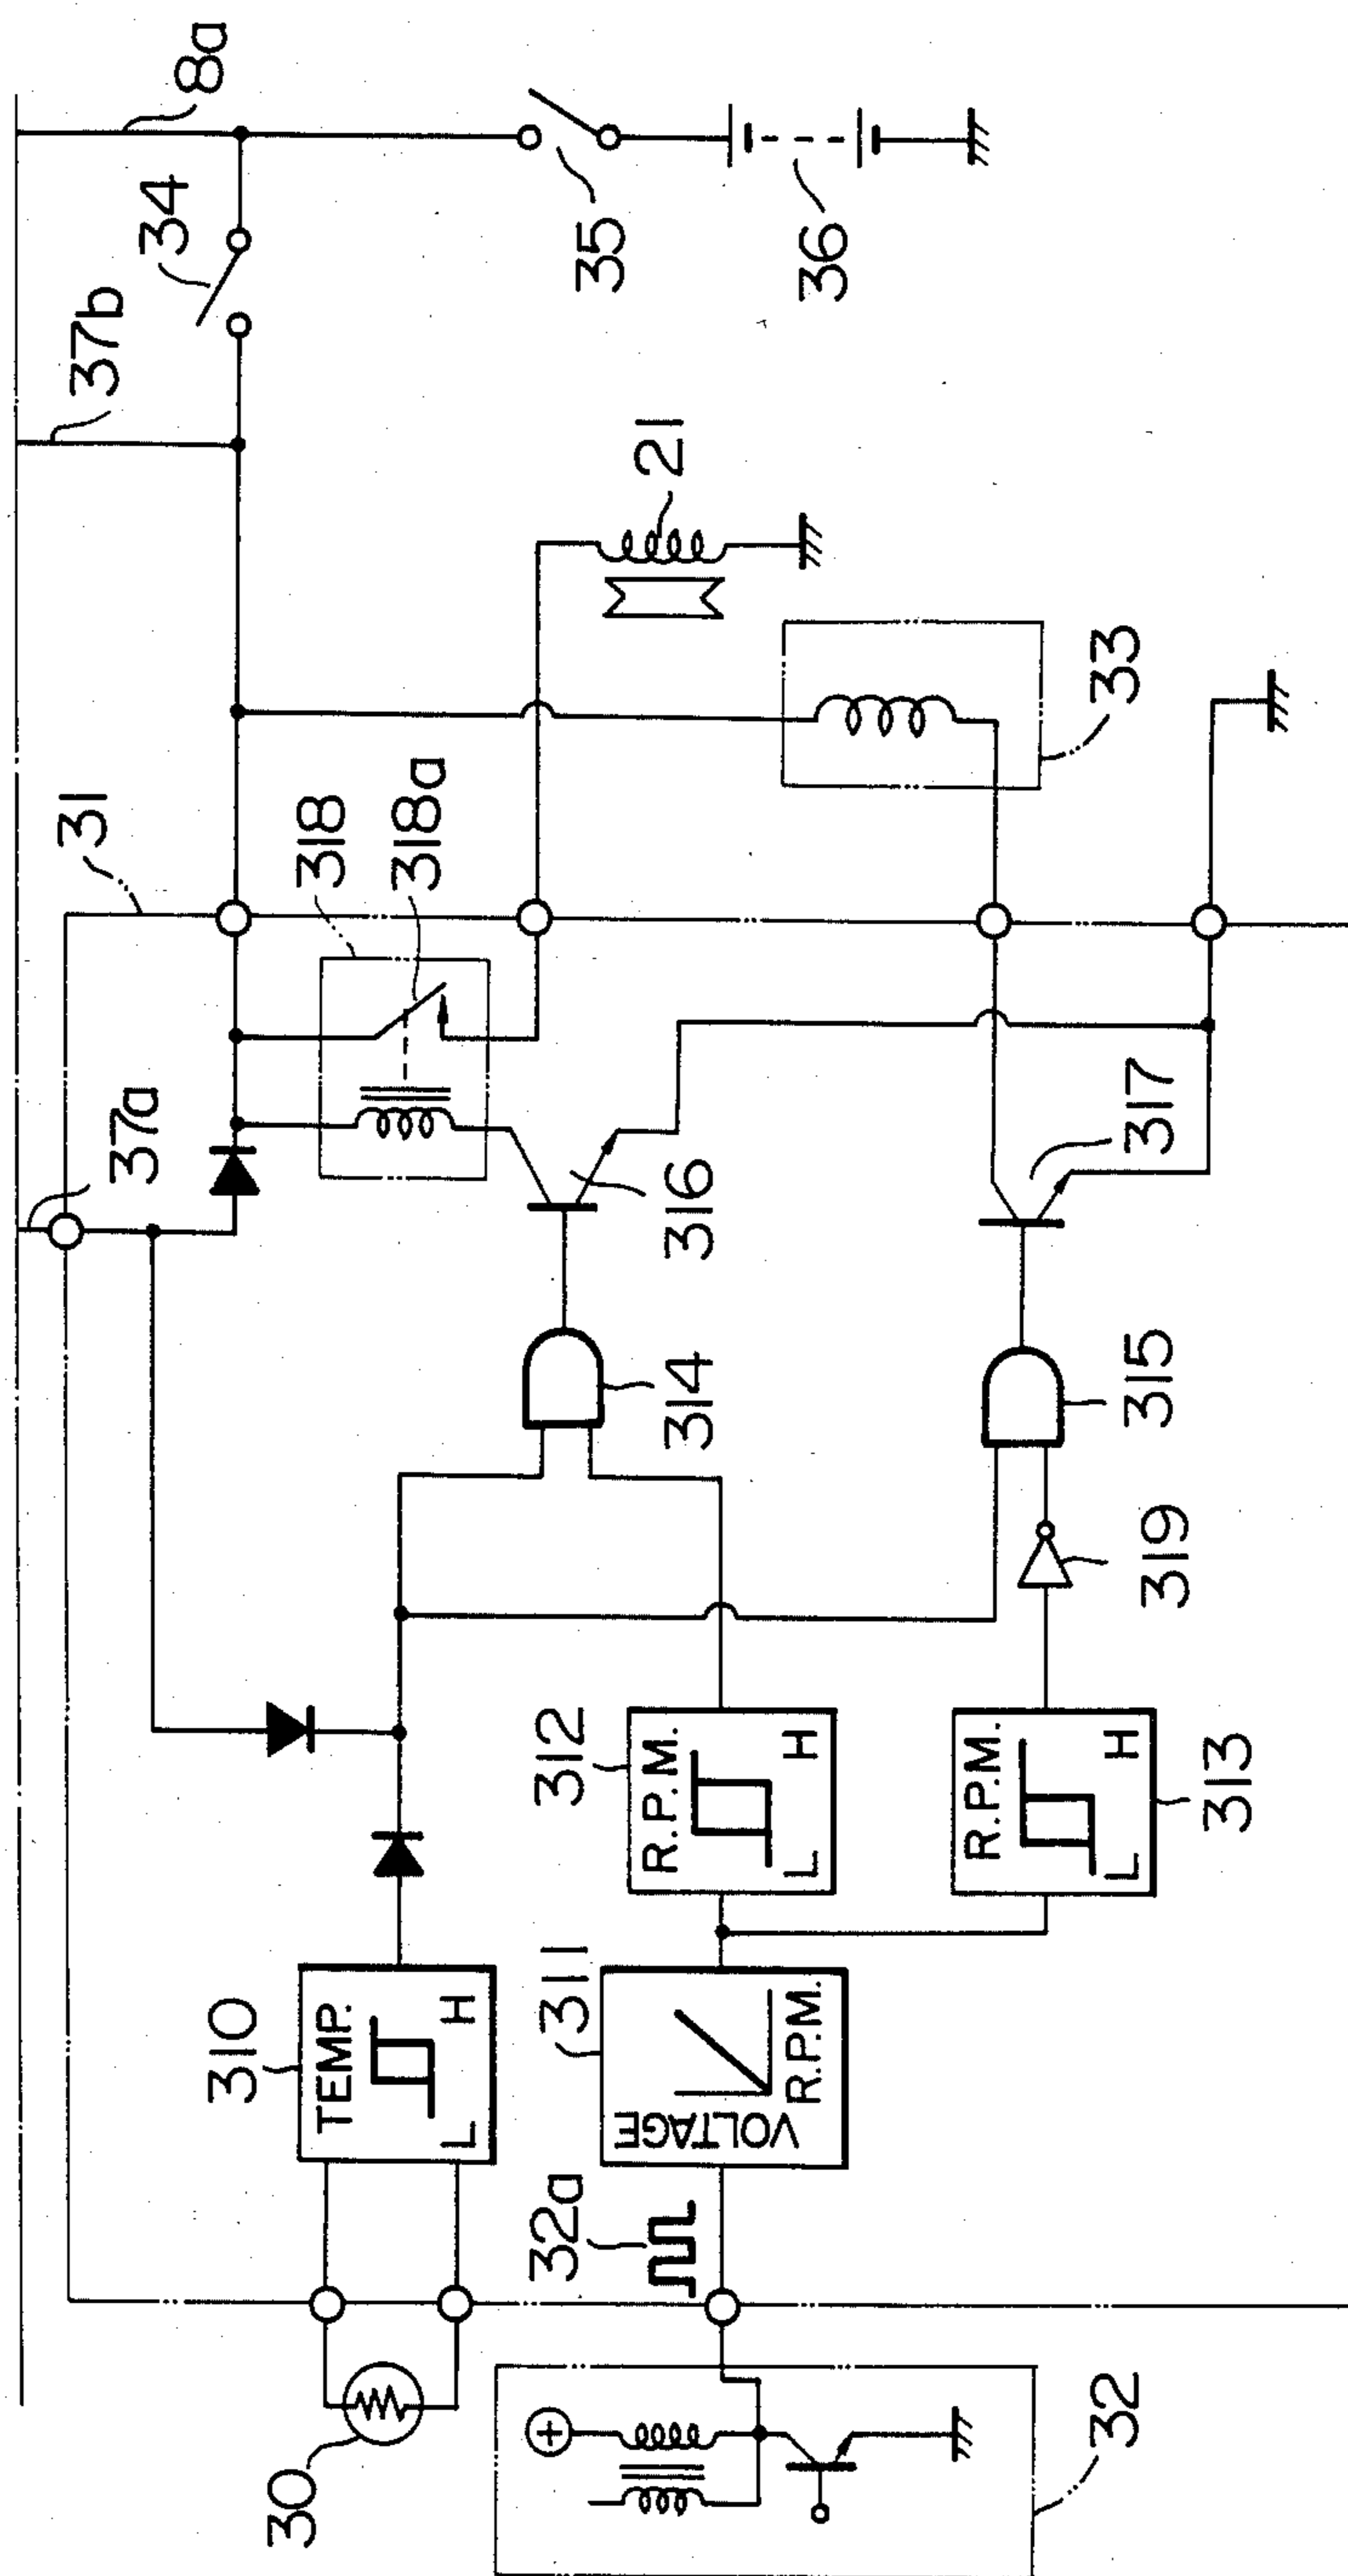 8a
34
35
36
37b
21
33
31
318
318a
37a
316
317
314
315
319
312
R.P.M.
L H
313
R.P.M.
L H
310
TEMP.
L H
311
VOLTAGE
R.P.M.
32a
30
32
+